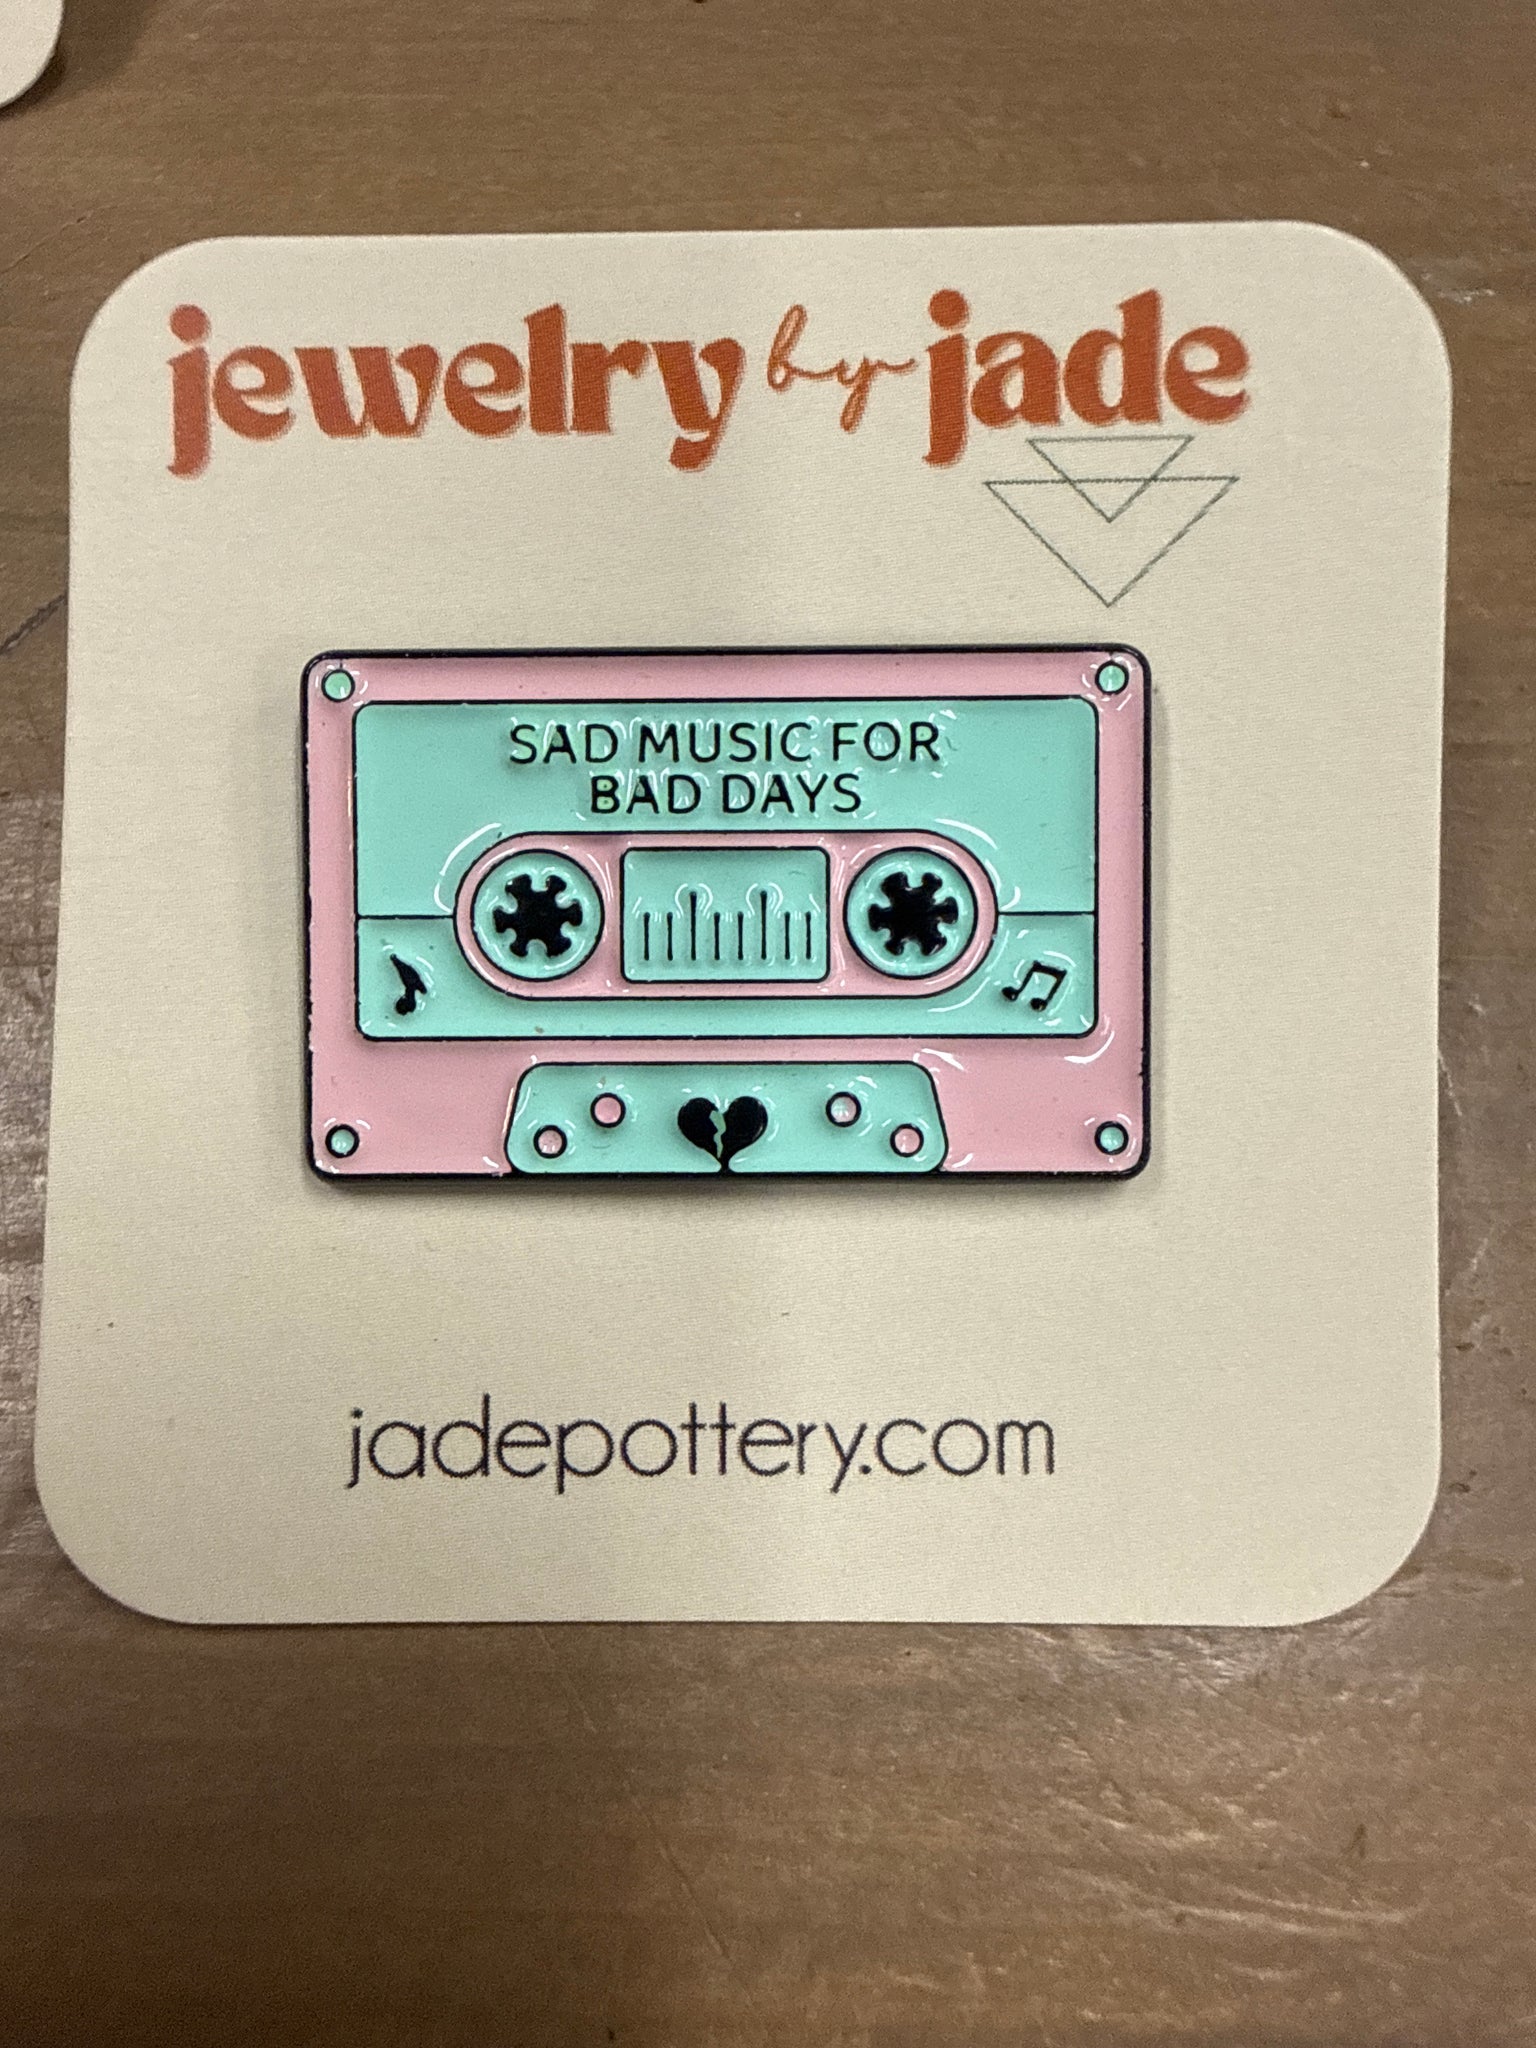 jewelry by jade
SAD MUSIC FOR
BAD DAYS
jadepottery.com